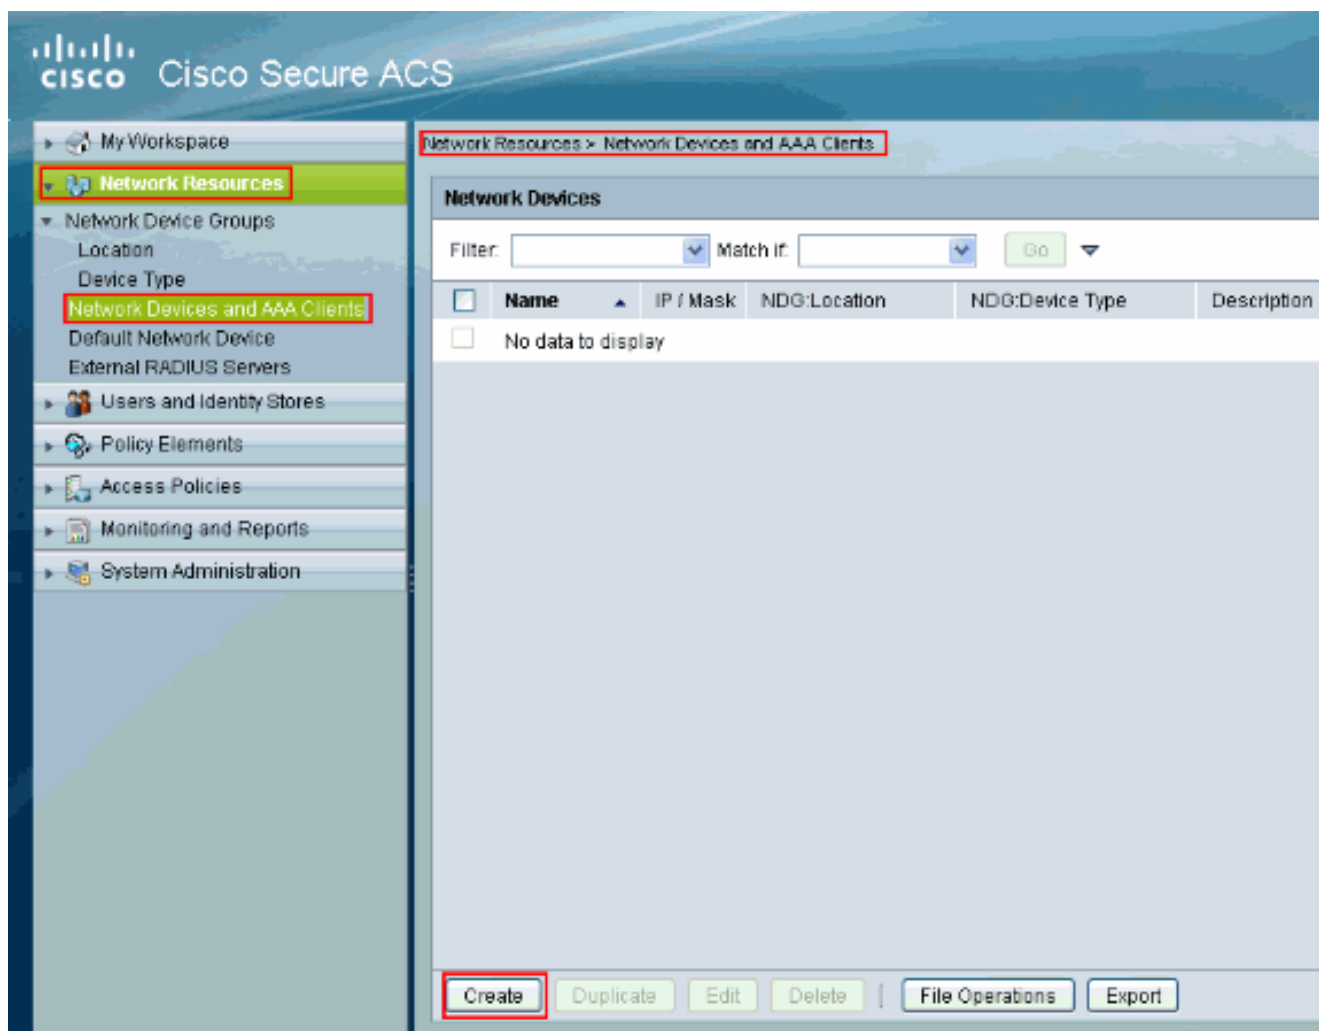 CISCO Cisco Secure ACS
My Workspace
Network Resources
Network Device Groups
Location
Device Type
Network Devices and AAA Clients
Default Network Device
External RADIUS Servers
Users and Identity Stores
Policy Elements
Access Policies
Monitoring and Reports
System Administration
Network Resources > Network Devices and AAA Clients
Network Devices
Filter: Match if: Go
Name IP / Mask NDG:Location NDG:Device Type Description
No data to display
Create Duplicate Edit Delete | File Operations Export